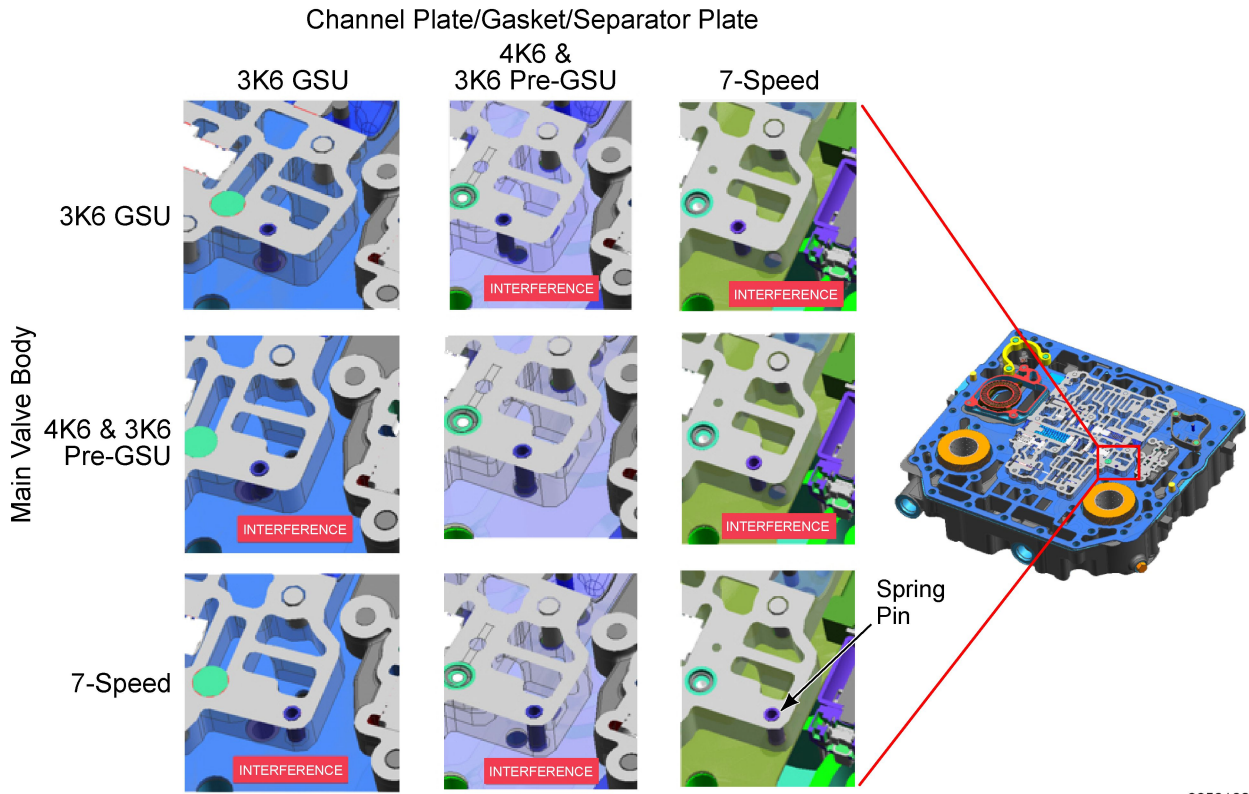 Channel Plate/Gasket/Separator Plate
3K6 GSU
4K6 &
3K6 Pre-GSU
7-Speed
Main Valve Body
3K6 GSU
INTERFERENCE
INTERFERENCE
4K6 & 3K6
Pre-GSU
INTERFERENCE
INTERFERENCE
7-Speed
INTERFERENCE
INTERFERENCE
Spring
Pin